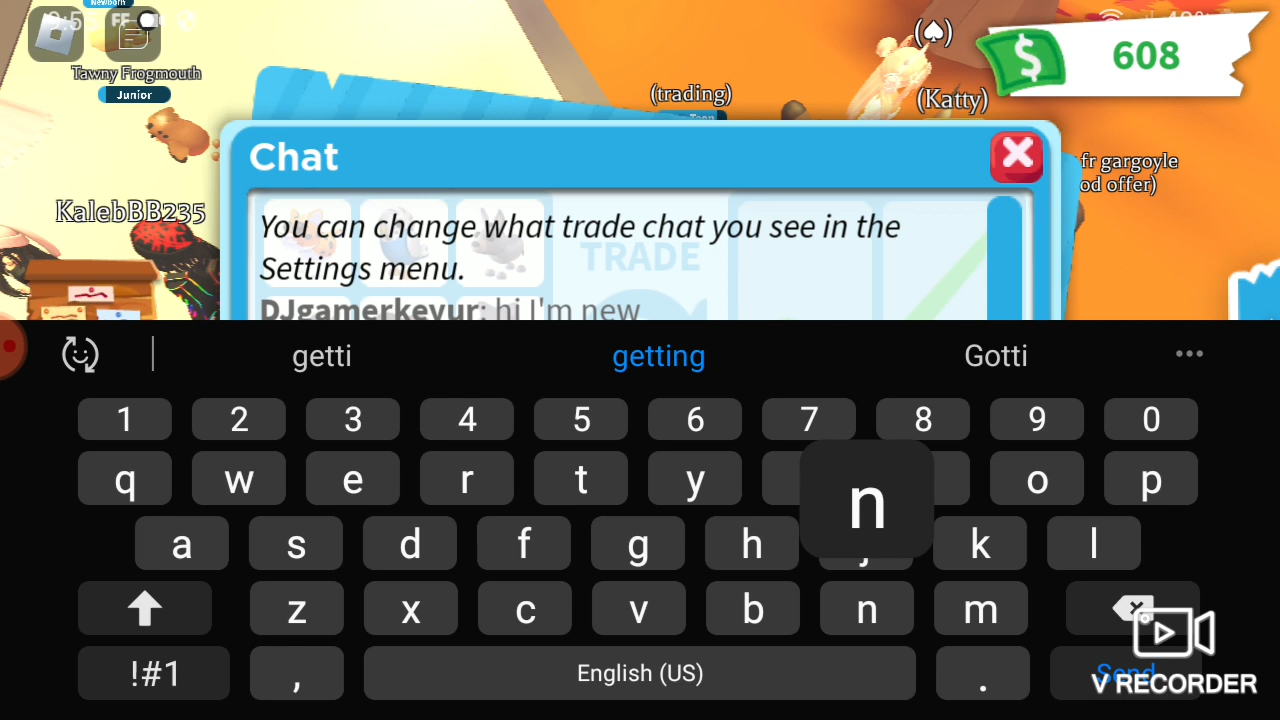 Newborn
FF
Tawny Frogmouth
Junior
KalebBB235
(trading)
(♠)
(Katty)
$ 608
fr gargoyle
od offer)
Chat
You can change what trade chat you see in the
Settings menu.
TRADE
DJgamerkevur: hi I'm new
getti getting Gotti
1 2 3 4 5 6 7 8 9 0
q w e r t y o p
n
a s d f g h j k l
z x c v b n m
!#1 , English (US) . Send
V RECORDER